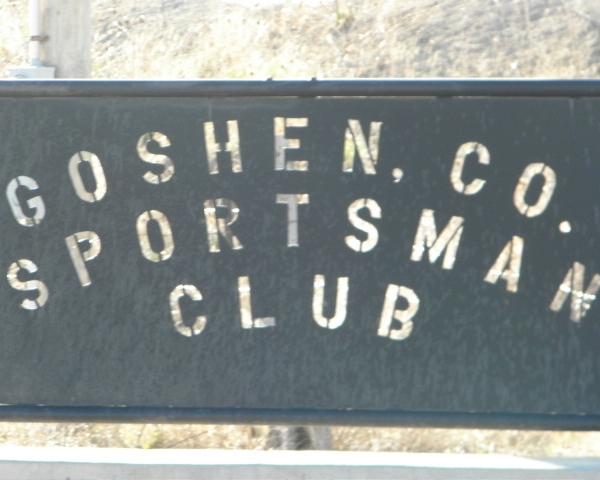 GOSHEN, CO.
SPORTSMAN
CLUB